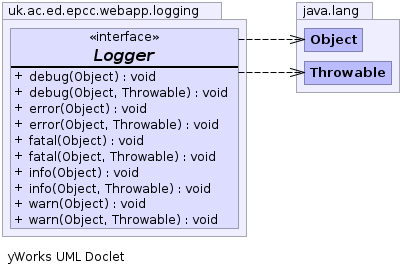 uk.ac.ed.epcc.webapp.logging
«interface»
Logger
+ debug(Object) : void
+ debug(Object, Throwable) : void
+ error(Object) : void
+ error(Object, Throwable) : void
+ fatal(Object) : void
+ fatal(Object, Throwable) : void
+ info(Object) : void
+ info(Object, Throwable) : void
+ warn(Object) : void
+ warn(Object, Throwable) : void
java.lang
Object
Throwable
yWorks UML Doclet